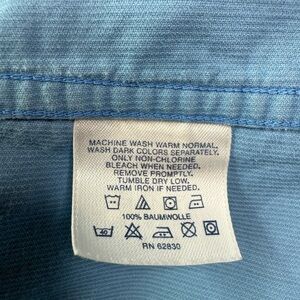 MACHINE WASH WARM NORMAL,
WASH DARK COLORS SEPARATELY.
ONLY NON-CHLORINE
BLEACH WHEN NEEDED.
REMOVE PROMPTLY.
TUMBLE DRY LOW.
WARM IRON IF NEEDED.
100% BAUMWOLLE
40
RN 62830